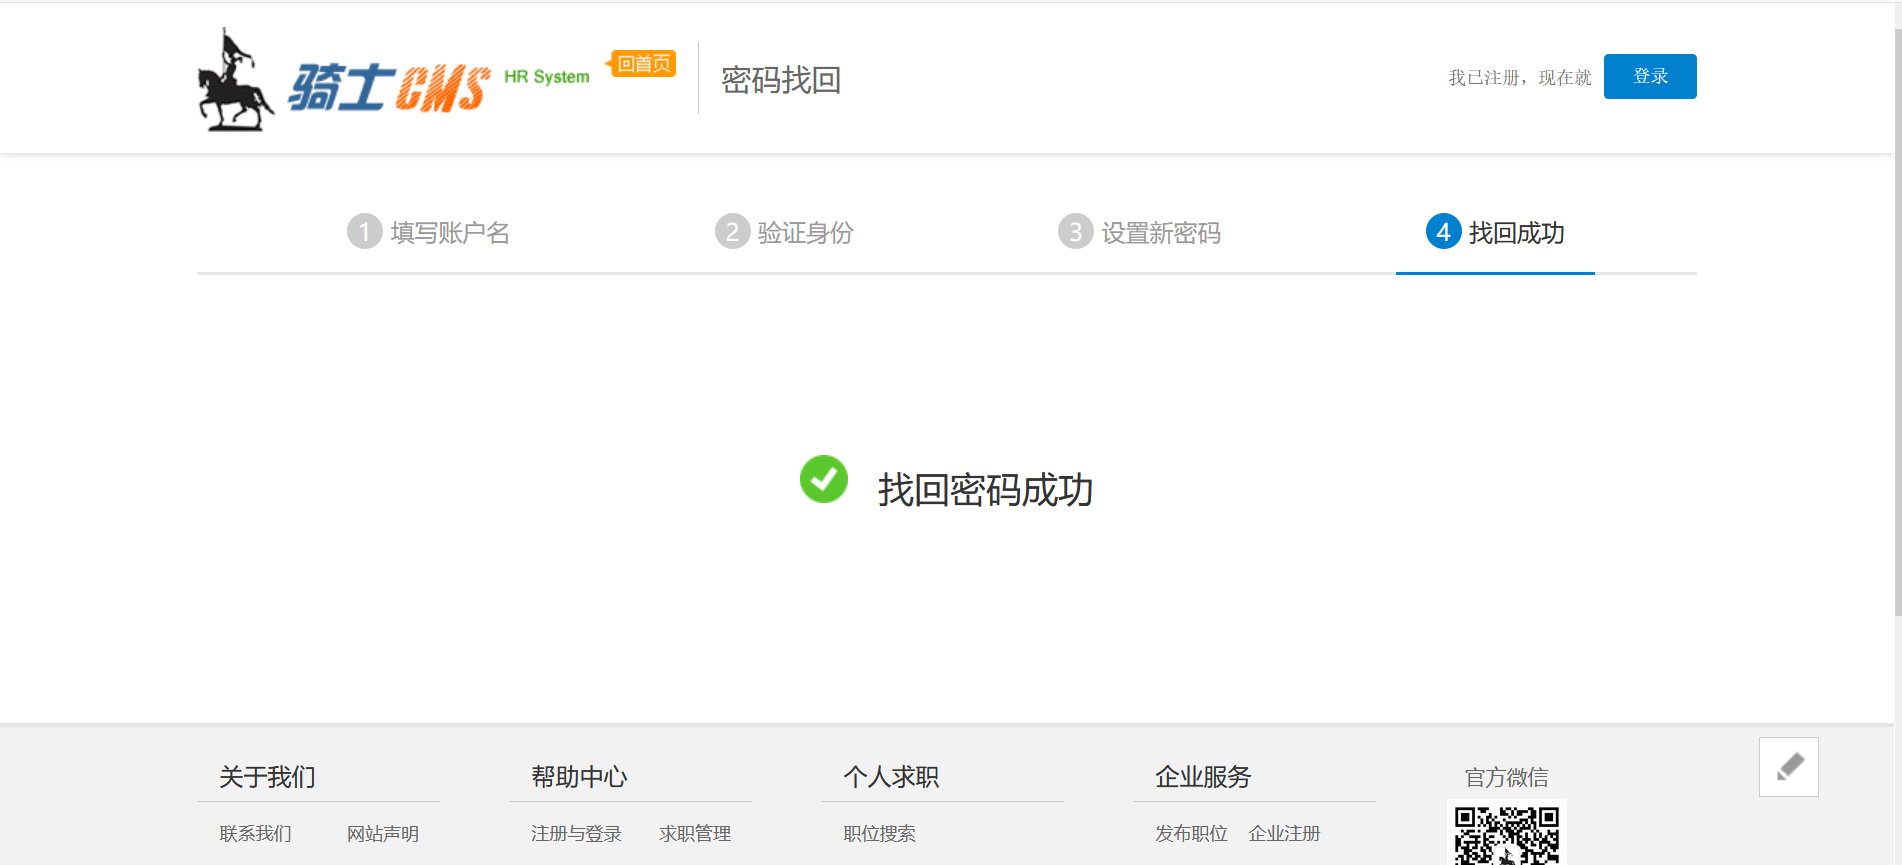 骑士CMS HR System 回首页 密码找回 我已注册，现在就 登录
1 填写账户名 2 验证身份 3 设置新密码 4 找回成功
找回密码成功
关于我们 帮助中心 个人求职 企业服务 官方微信
联系我们 网站声明 注册与登录 求职管理 职位搜索 发布职位 企业注册